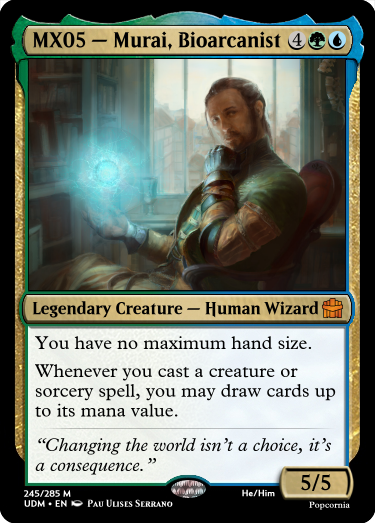 MX05 — Murai, Bioarcanist 4
Legendary Creature — Human Wizard
You have no maximum hand size.
Whenever you cast a creature or
sorcery spell, you may draw cards up
to its mana value.
“Changing the world isn’t a choice, it’s
a consequence.”
5/5
245/285 M
He/Him
UDM • EN Pau Ulises Serrano
Popcornia